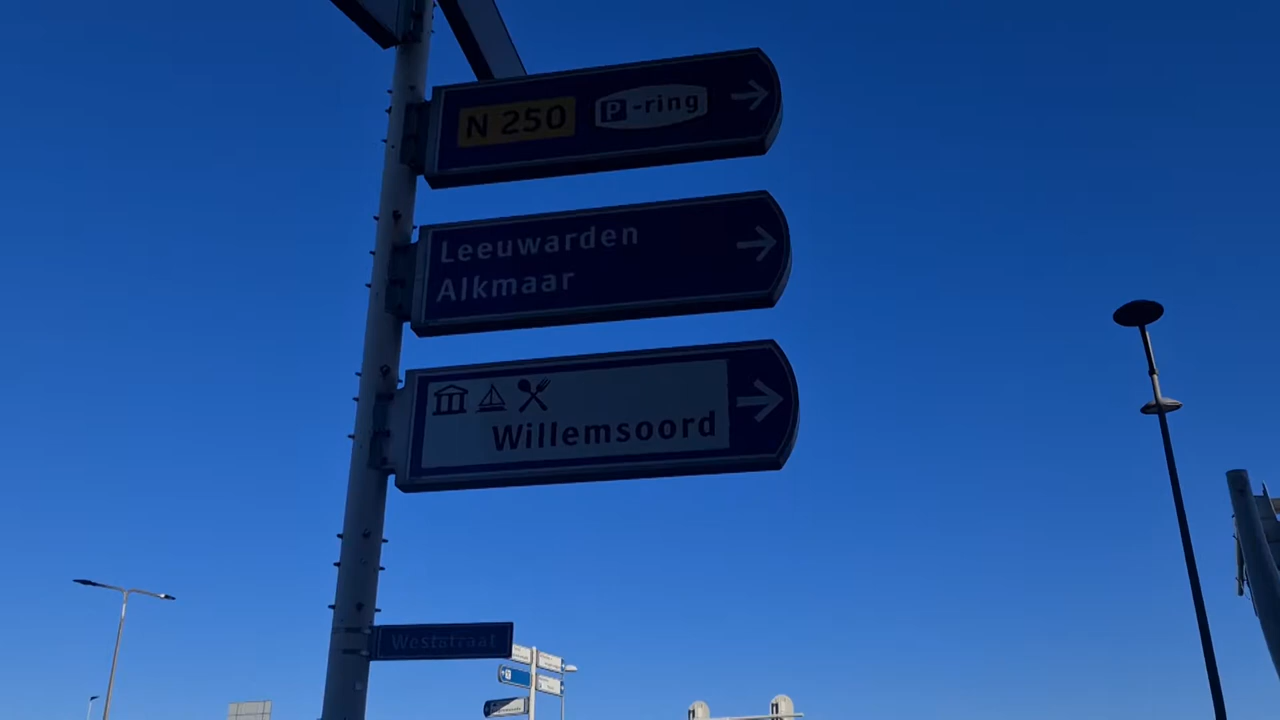 N 250 P-ring
Leeuwarden
Alkmaar
Willemsoord
Weststraat